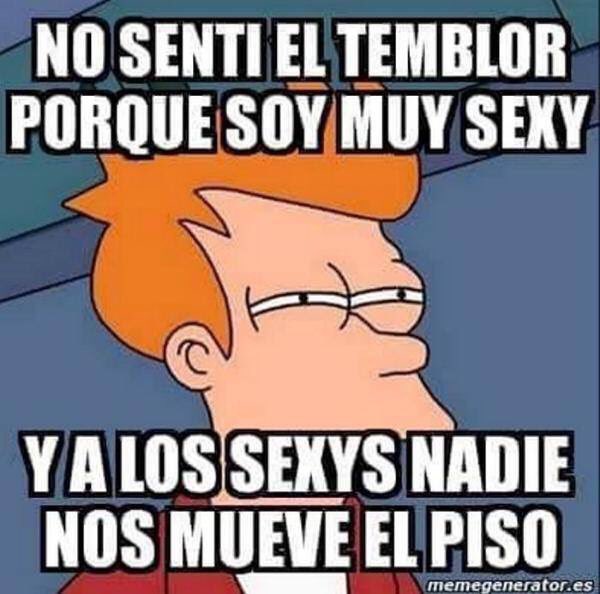 NO SENTI EL TEMBLOR
PORQUE SOY MUY SEXY
Y A LOS SEXYS NADIE
NOS MUEVE EL PISO
memegenerator.es